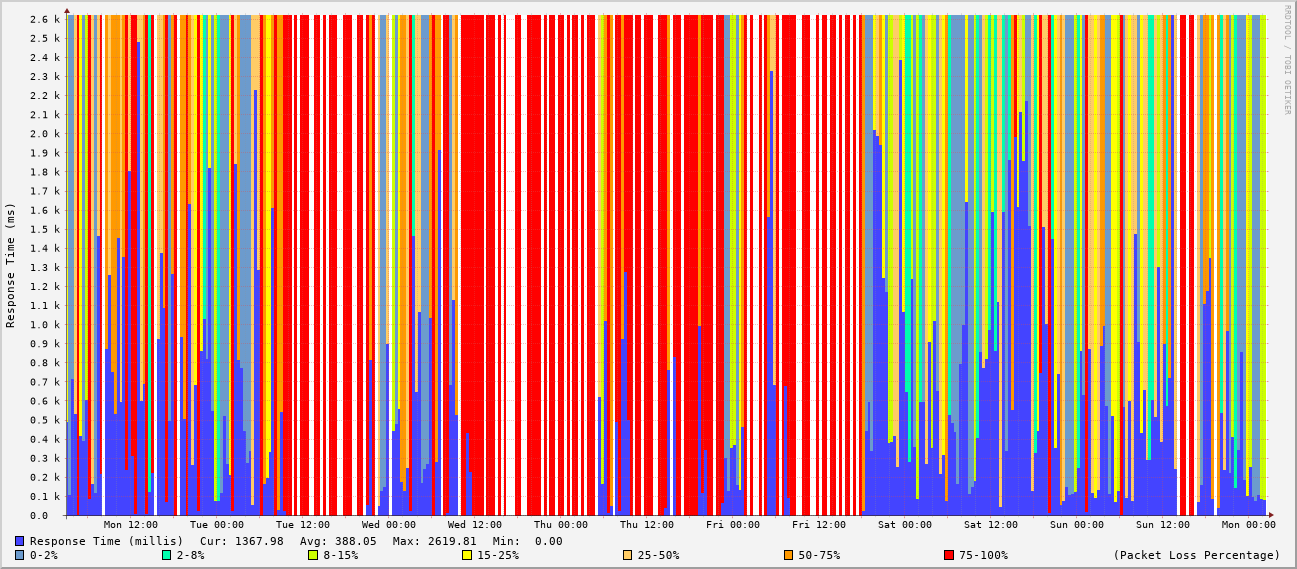 RRDTOOL / TOBI OETIKER
Response Time (ms)
2.6 k
2.5 k
2.4 k
2.3 k
2.2 k
2.1 k
2.0 k
1.9 k
1.8 k
1.7 k
1.6 k
1.5 k
1.4 k
1.3 k
1.2 k
1.1 k
1.0 k
0.9 k
0.8 k
0.7 k
0.6 k
0.5 k
0.4 k
0.3 k
0.2 k
0.1 k
0.0
Mon 12:00 Tue 00:00 Tue 12:00 Wed 00:00 Wed 12:00 Thu 00:00 Thu 12:00 Fri 00:00 Fri 12:00 Sat 00:00 Sat 12:00 Sun 00:00 Sun 12:00 Mon 00:00
Response Time (millis) Cur: 1367.98 Avg: 388.05 Max: 2619.81 Min: 0.00
0-2% 2-8% 8-15% 15-25% 25-50% 50-75% 75-100% (Packet Loss Percentage)